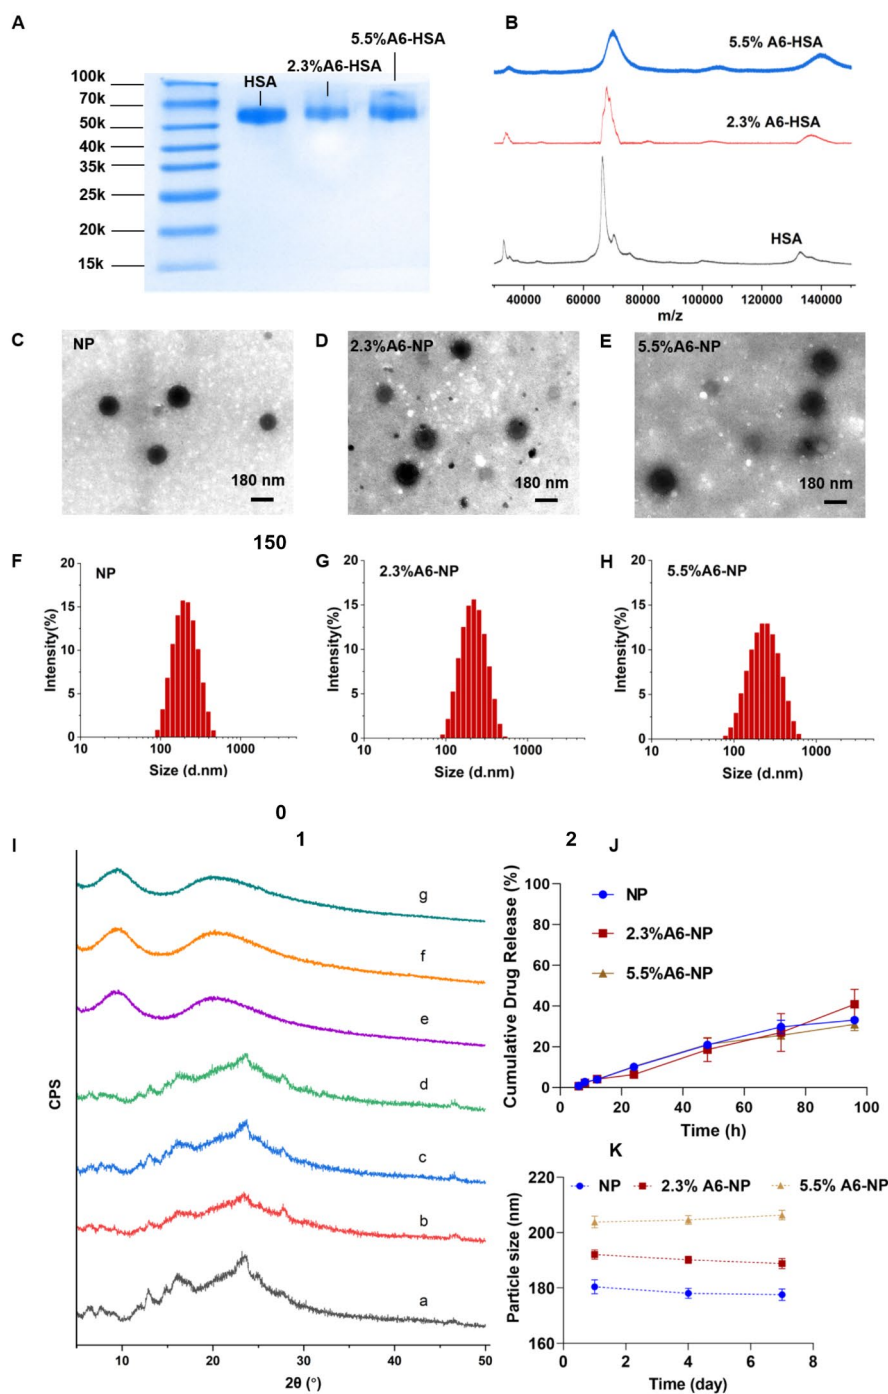 A
HSA
2.3%A6-HSA
5.5%A6-HSA
100k
70k
50k
40k
35k
25k
20k
15k
B
5.5% A6-HSA
2.3% A6-HSA
HSA
40000 60000 80000 100000 120000 140000
m/z
C
NP
180 nm
D
2.3%A6-NP
180 nm
E
5.5%A6-NP
180 nm
150
F
NP
Intensity(%)
20
15
10
5
0
10 100 1000
Size (d.nm)
G
2.3%A6-NP
Intensity(%)
20
15
10
5
0
10 100 1000
Size (d.nm)
H
5.5%A6-NP
Intensity(%)
20
15
10
5
0
10 100 1000
Size (d.nm)
0
1
2
I
CPS
g
f
e
d
c
b
a
10 20 30 40 50
2θ (°)
J
Cumulative Drug Release (%)
100
80
60
40
20
0
NP
2.3%A6-NP
5.5%A6-NP
0 20 40 60 80 100
Time (h)
K
NP 2.3% A6-NP 5.5% A6-NP
Particle size (nm)
220
200
180
160
0 2 4 6 8
Time (day)